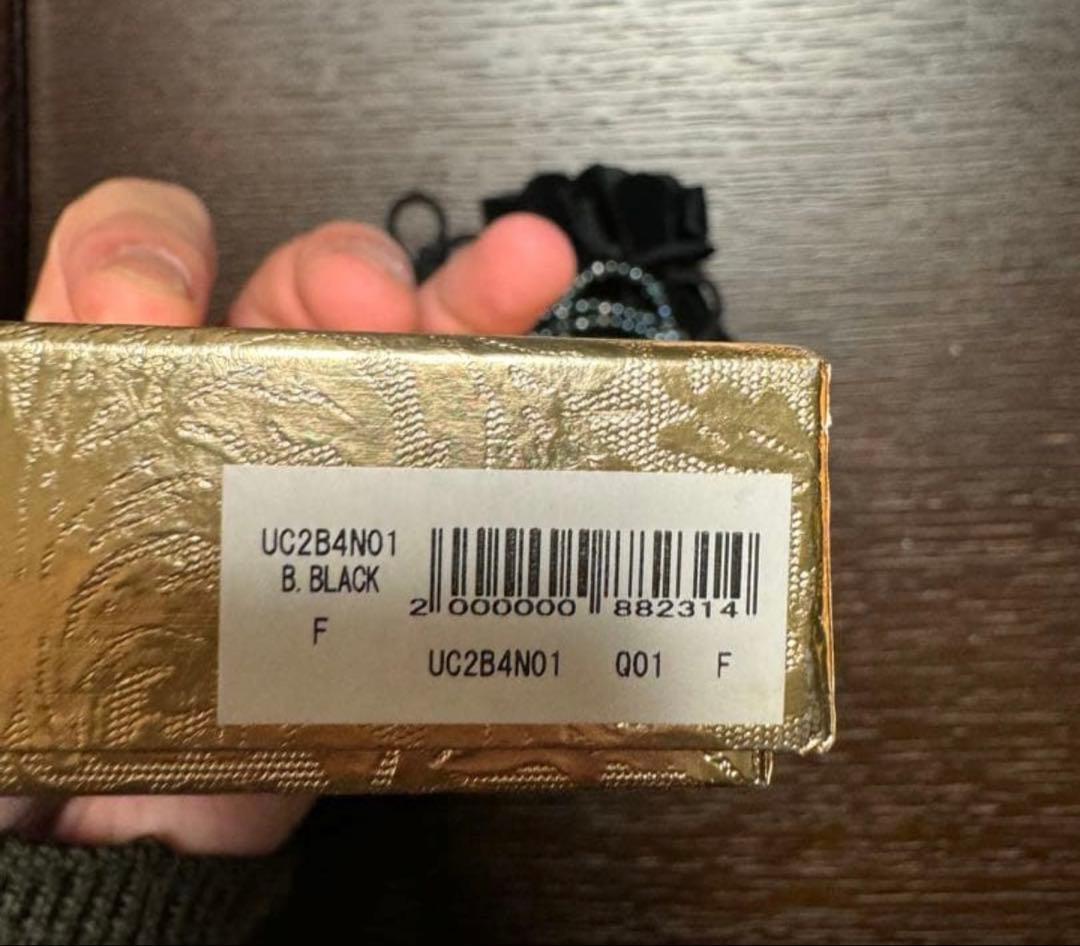 UC2B4N01
B. BLACK
F
2 000000 882314
UC2B4N01 Q01 F